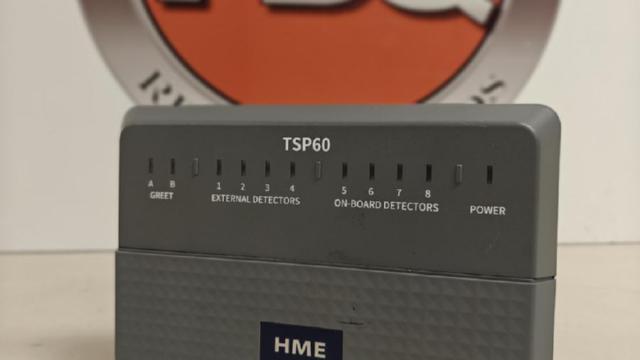 TSP60
A B 1 2 3 4 5 6 7 8
GREET EXTERNAL DETECTORS ON-BOARD DETECTORS POWER
HME